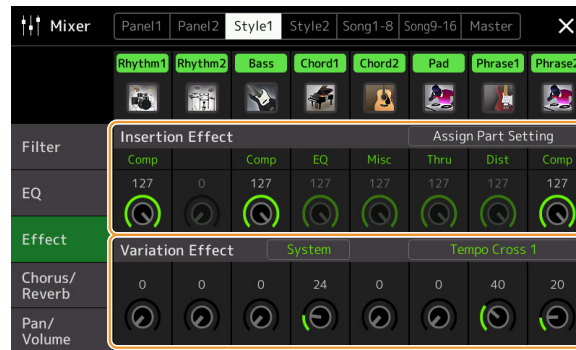 Mixer Panel1 Panel2 Style1 Style2 Song1-8 Song9-16 Master
Rhythm1 Rhythm2 Bass Chord1 Chord2 Pad Phrase1 Phrase2
Filter
EQ
Effect
Chorus/
Reverb
Pan/
Volume
Insertion Effect Assign Part Setting
Comp Comp EQ Misc Thru Dist Comp
127 0 127 127 127 127 127 127
Variation Effect System Tempo Cross 1
0 0 0 24 0 0 40 20